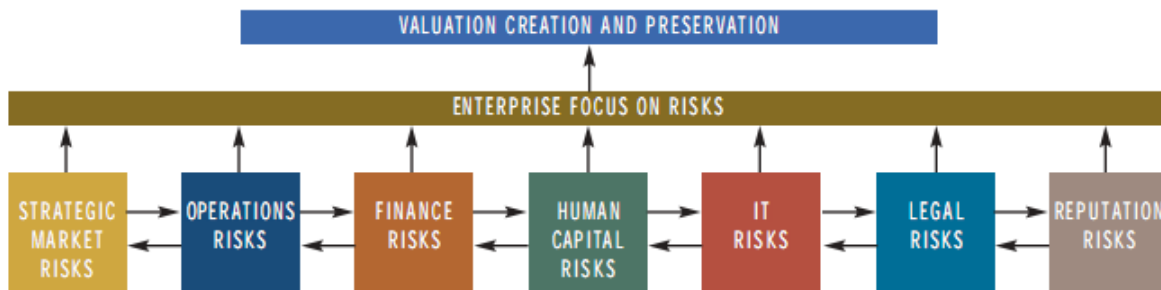 VALUATION CREATION AND PRESERVATION
ENTERPRISE FOCUS ON RISKS
STRATEGIC
MARKET
RISKS
OPERATIONS
RISKS
FINANCE
RISKS
HUMAN
CAPITAL
RISKS
IT
RISKS
LEGAL
RISKS
REPUTATION
RISKS